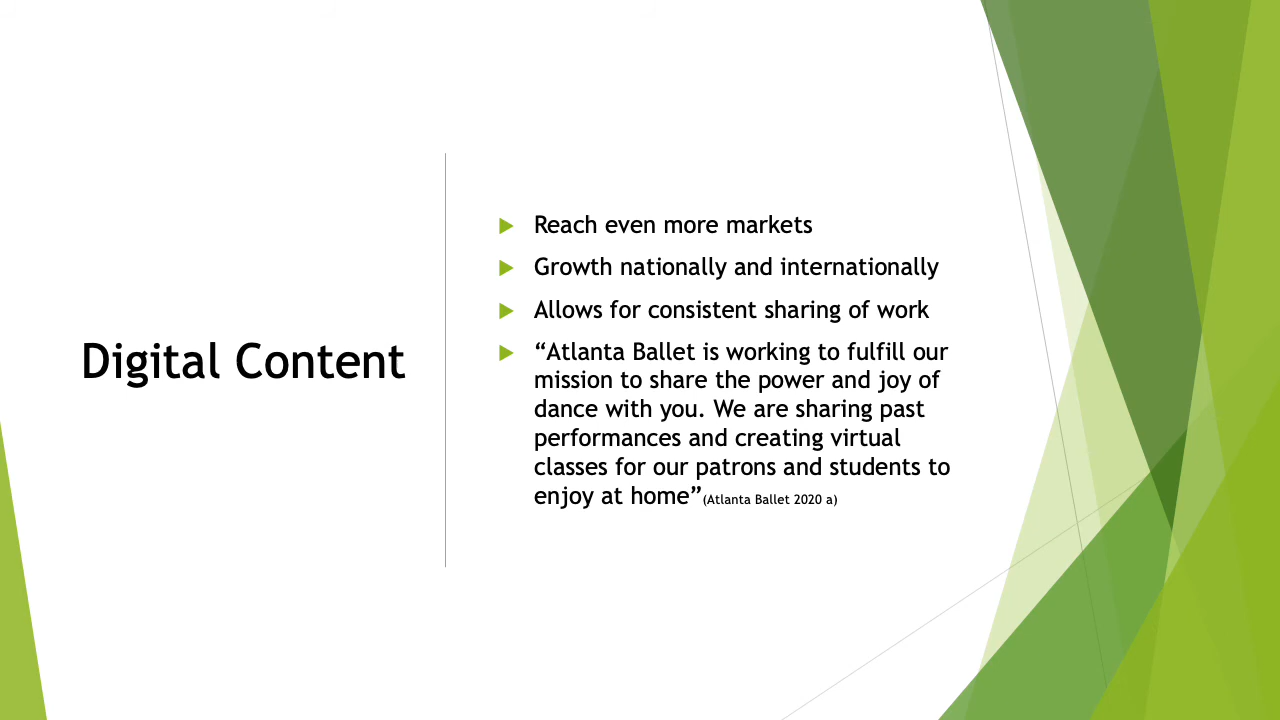 Digital Content
Reach even more markets
Growth nationally and internationally
Allows for consistent sharing of work
“Atlanta Ballet is working to fulfill our
mission to share the power and joy of
dance with you. We are sharing past
performances and creating virtual
classes for our patrons and students to
enjoy at home”(Atlanta Ballet 2020 a)